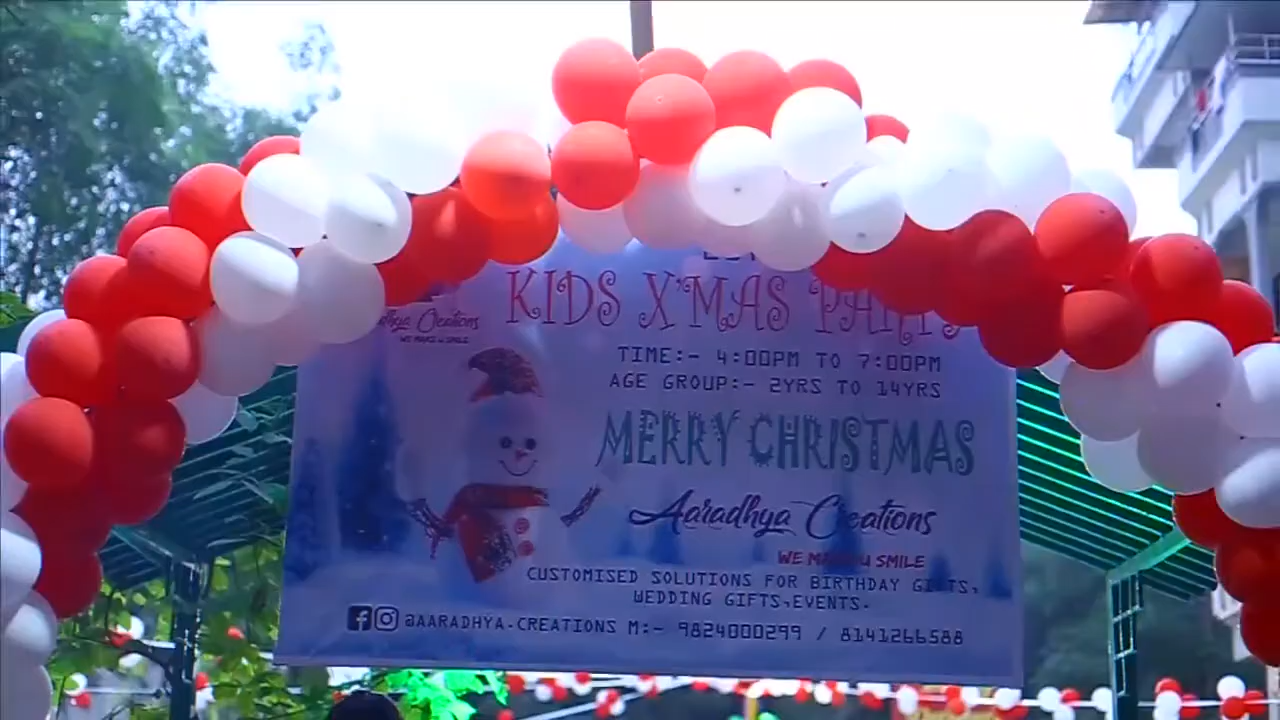 KIDS X'MAS PARTY
Creations
WE MAKE U SMILE
TIME:- 4:00PM TO 7:00PM
AGE GROUP:- 2YRS TO 14YRS
MERRY CHRISTMAS
Aaradhya Creations
WE MAKE U SMILE
CUSTOMISED SOLUTIONS FOR BIRTHDAY GIFTS,
WEDDING GIFTS,EVENTS.
@AARADHYA.CREATIONS M:- 9824000299 / 8141266588